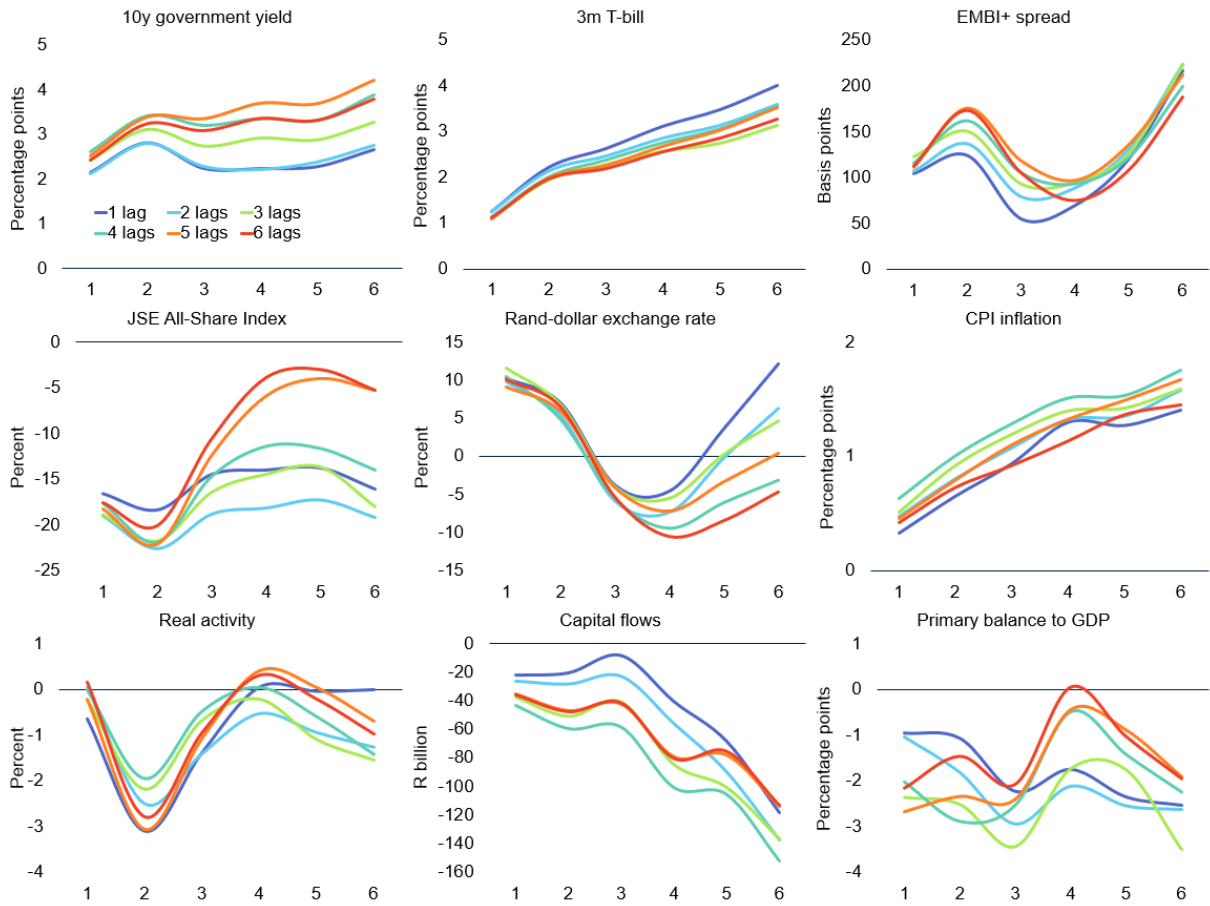 10y government yield
Percentage points
5
4
3
2
1
0
1 lag 2 lags 3 lags
4 lags 5 lags 6 lags
1 2 3 4 5 6
3m T-bill
Percentage points
5
4
3
2
1
0
1 2 3 4 5 6
EMBI+ spread
Basis points
250
200
150
100
50
0
1 2 3 4 5 6
JSE All-Share Index
Percent
0
-5
-10
-15
-20
-25
1 2 3 4 5 6
Rand-dollar exchange rate
Percent
15
10
5
0
-5
-10
-15
1 2 3 4 5 6
CPI inflation
Percentage points
2
1
0
1 2 3 4 5 6
Real activity
Percent
1
0
-1
-2
-3
-4
1 2 3 4 5 6
Capital flows
R billion
0
-20
-40
-60
-80
-100
-120
-140
-160
1 2 3 4 5 6
Primary balance to GDP
Percentage points
1
0
-1
-2
-3
-4
1 2 3 4 5 6